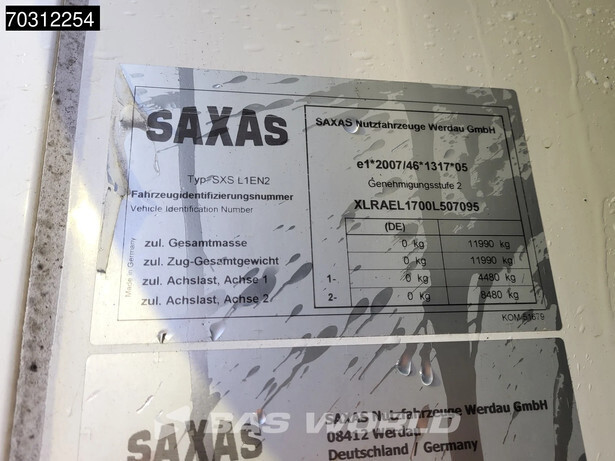 70312254
SAXAS
SAXAS Nutzfahrzeuge Werdau GmbH
Typ SXS L1EN2
e1*2007/46*1317*05
Genehmigungsstufe 2
Fahrzeugidentifizierungsnummer
Vehicle Identification Number
XLRAEL1700L507095
(DE)
zul. Gesamtmasse 0 kg 11990 kg
zul. Zug-Gesamtgewicht 0 kg 11990 kg
zul. Achslast, Achse 1 1- 0 kg 4480 kg
zul. Achslast, Achse 2 2- 0 kg 8480 kg
Made in Germany
SAXAS
SAXAS Nutzfahrzeuge Werdau GmbH
08412 Werdau
Deutschland / Germany
BAS WORLD